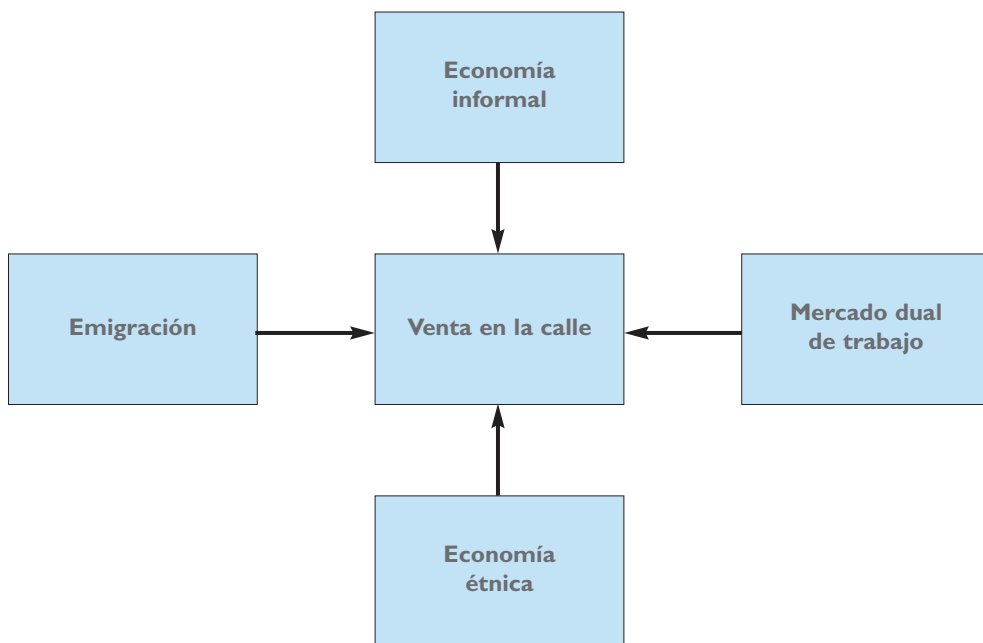 Economía
informal
Emigración
Venta en la calle
Mercado dual
de trabajo
Economía
étnica